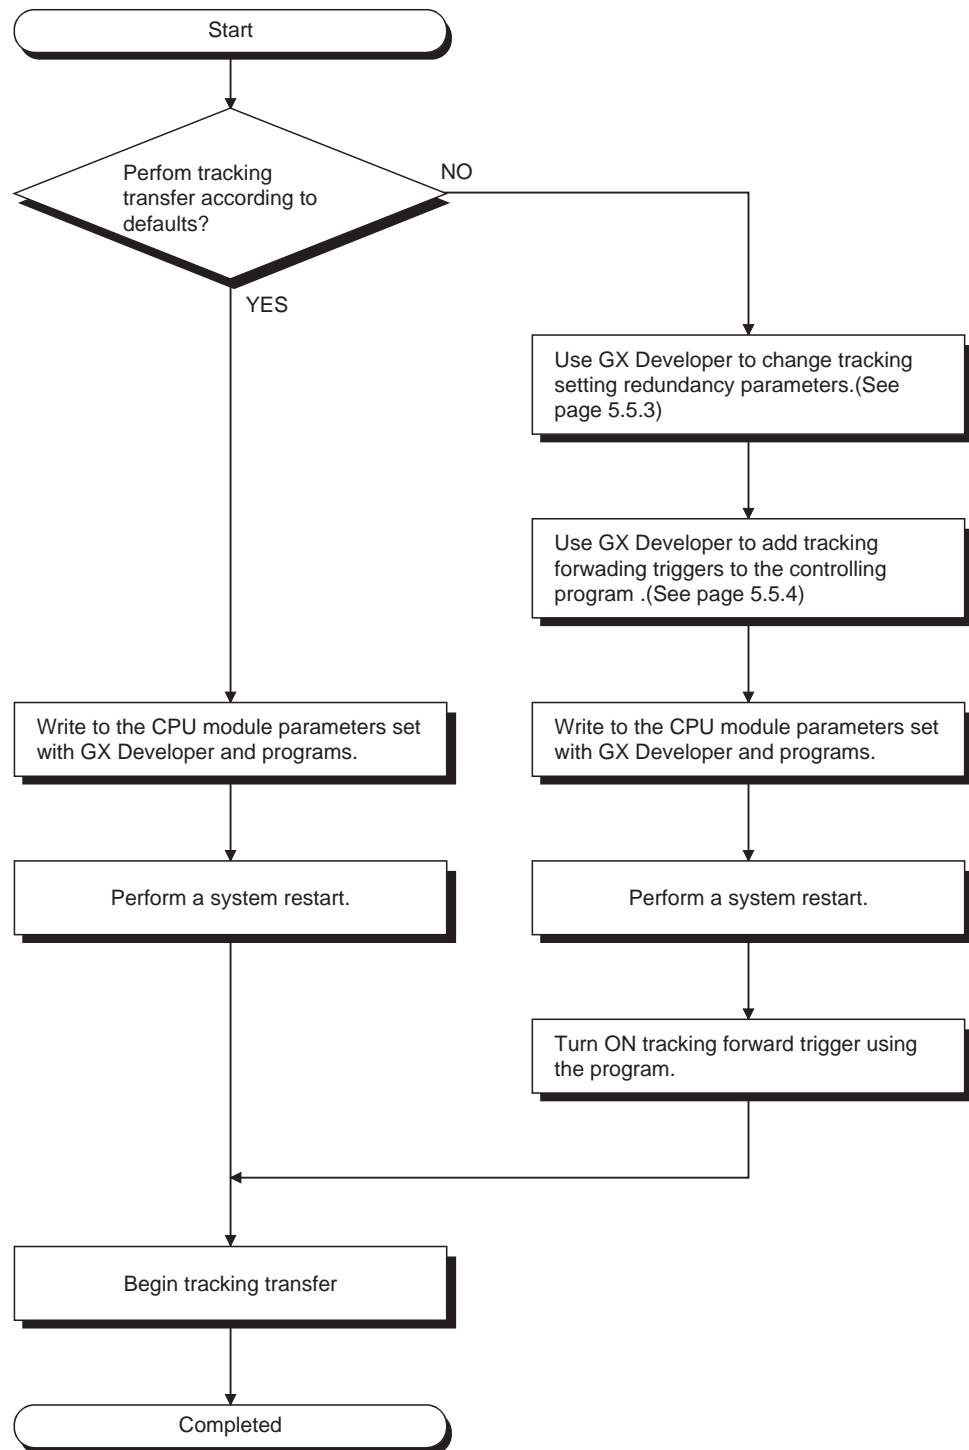 Start
Perfom tracking
transfer according to
defaults?
NO
YES
Use GX Developer to change tracking
setting redundancy parameters.(See
page 5.5.3)
Use GX Developer to add tracking
forwading triggers to the controlling
program .(See page 5.5.4)
Write to the CPU module parameters set
with GX Developer and programs.
Write to the CPU module parameters set
with GX Developer and programs.
Perform a system restart.
Perform a system restart.
Turn ON tracking forward trigger using
the program.
Begin tracking transfer
Completed